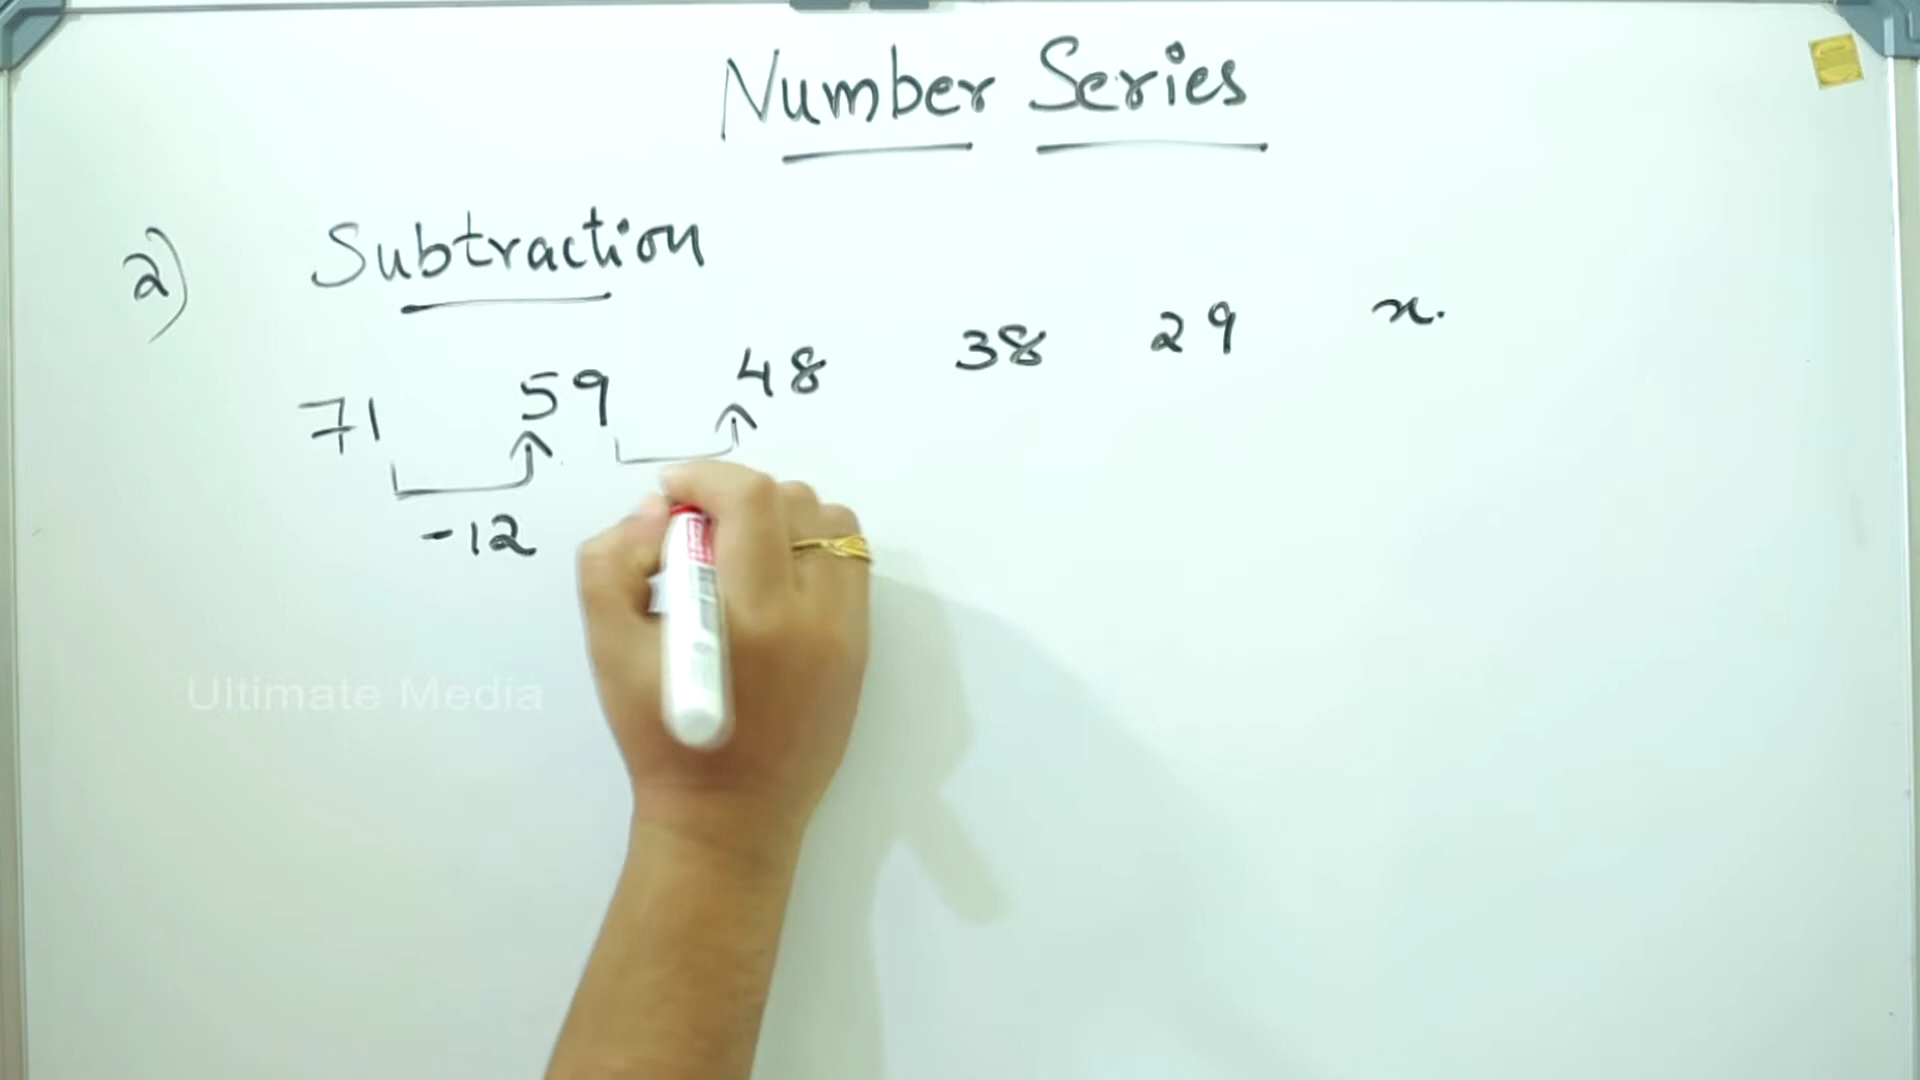 Number Series
2) Subtraction
71 59 48 38 29 x.
-12
Ultimate Media